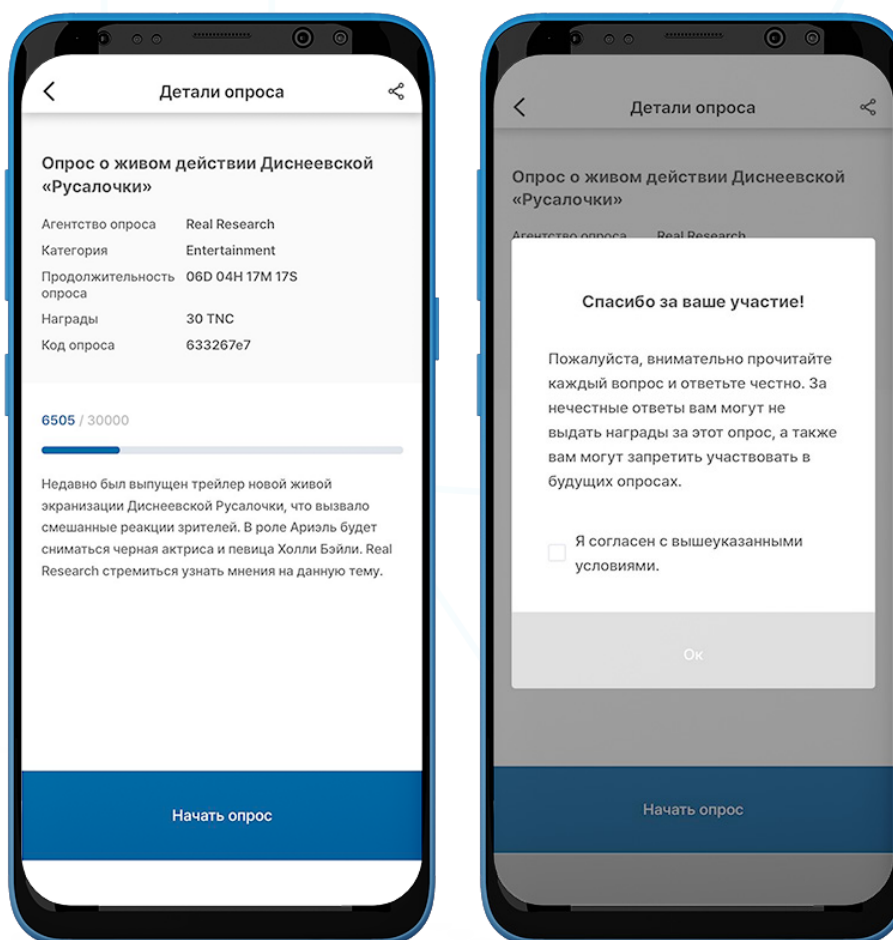 Детали опроса
Опрос о живом действии Диснеевской
«Русалочки»
Агентство опроса Real Research
Категория Entertainment
Продолжительность 06D 04H 17M 17S
опроса
Награды 30 TNC
Код опроса 633267e7
6505 / 30000
Недавно был выпущен трейлер новой живой
экранизации Диснеевской Русалочки, что вызвало
смешанные реакции зрителей. В роле Ариэль будет
сниматься черная актриса и певица Холли Бэйли. Real
Research стремиться узнать мнения на данную тему.
Начать опрос
Детали опроса
Опрос о живом действии Диснеевской
«Русалочки»
Агентство опроса Real Research
Спасибо за ваше участие!
Пожалуйста, внимательно прочитайте
каждый вопрос и ответьте честно. За
нечестные ответы вам могут не
выдать награды за этот опрос, а также
вам могут запретить участвовать в
будущих опросах.
Я согласен с вышеуказанными
условиями.
Ок
Начать опрос